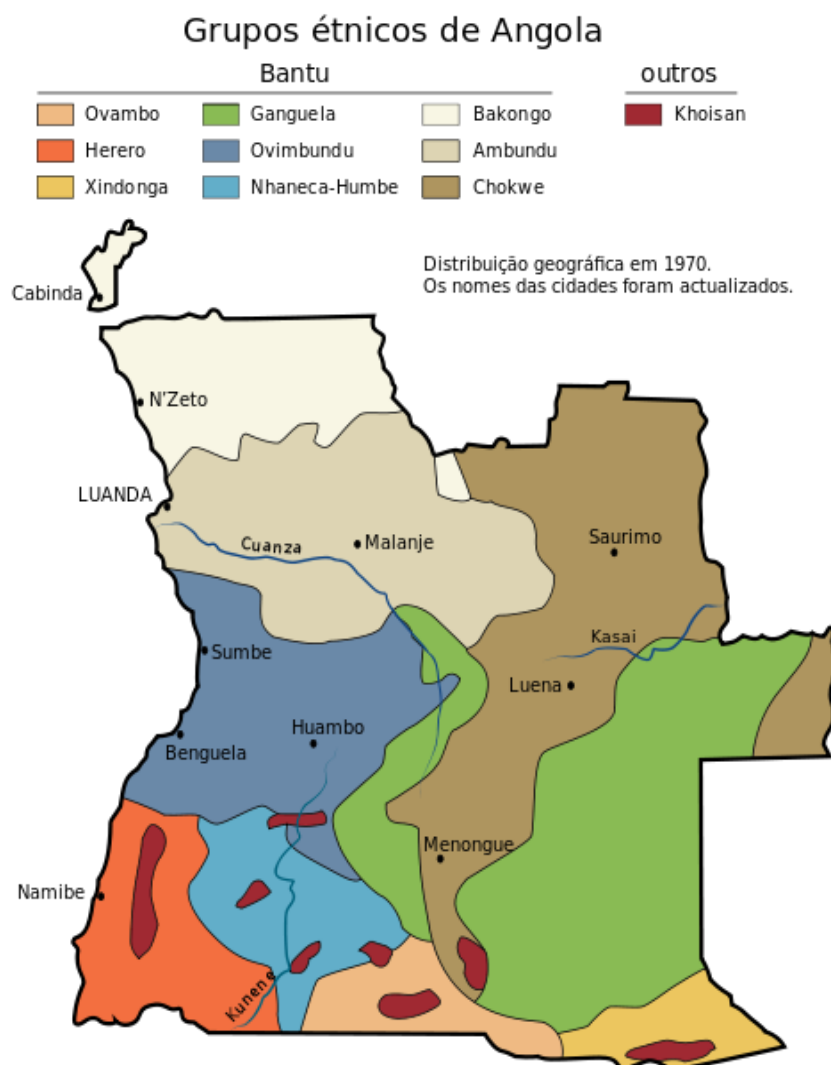 Grupos étnicos de Angola
Bantu
outros
Ovambo
Ganguela
Bakongo
Khoisan
Herero
Ovimbundu
Ambundu
Xindonga
Nhaneca-Humbe
Chokwe
Distribuição geográfica em 1970.
Os nomes das cidades foram actualizados.
Cabinda
N'Zeto
LUANDA
Cuanza
Malanje
Saurimo
Kasai
Sumbe
Luena
Huambo
Benguela
Menongue
Namibe
Kunene